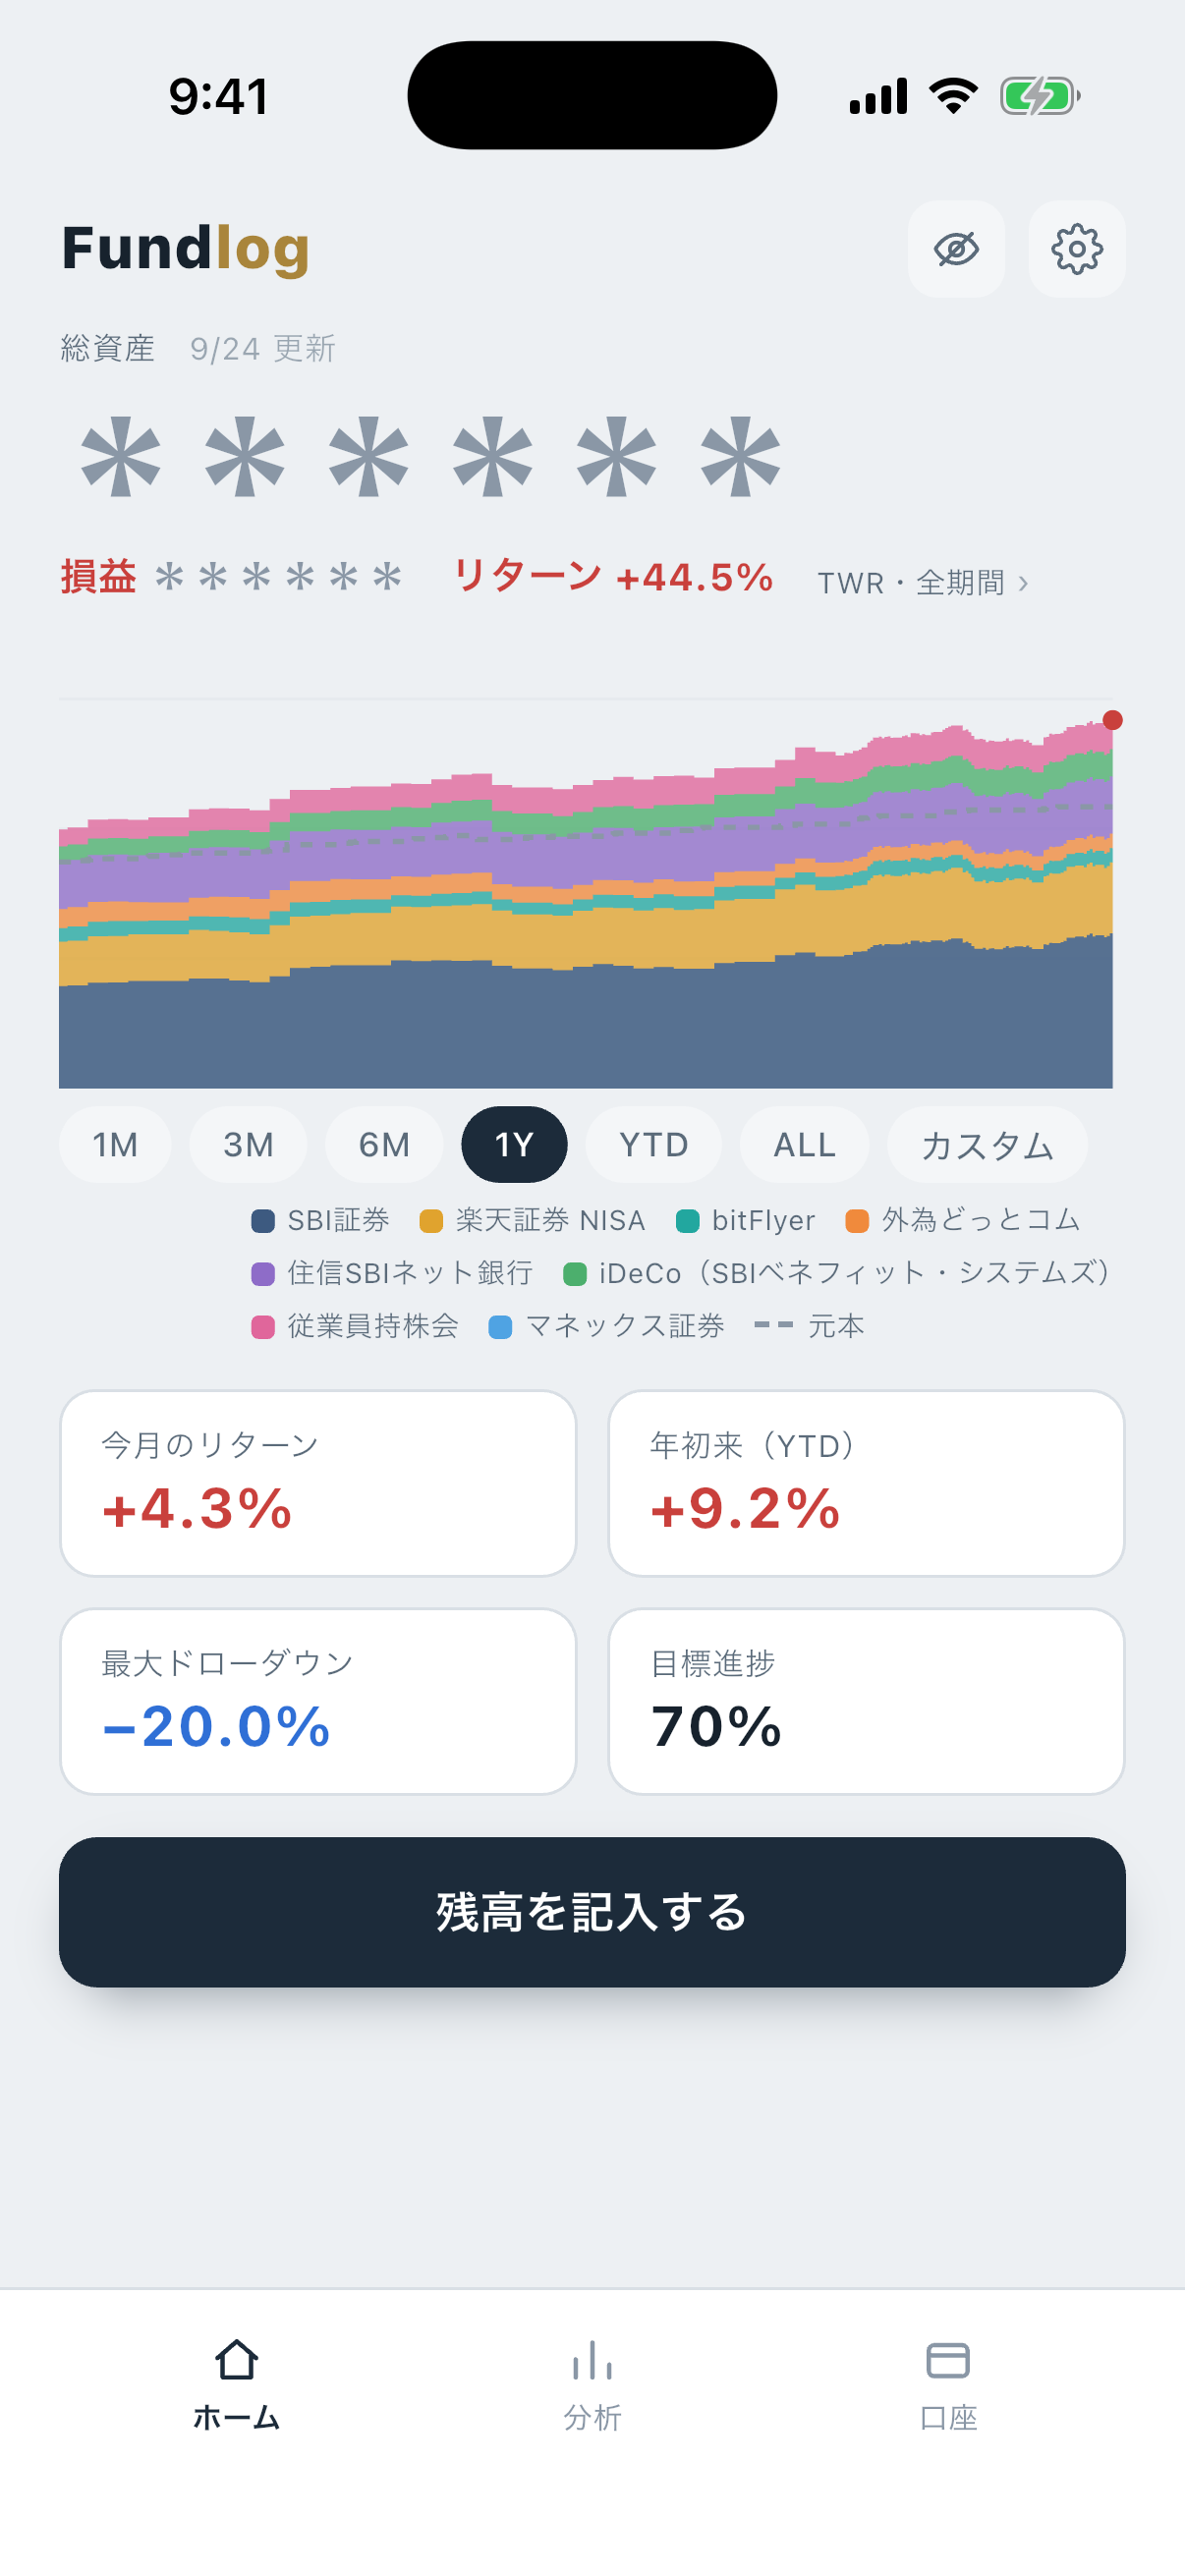 9:41
Fundlog
総資産 9/24 更新
******
損益 ****** リターン +44.5% TWR・全期間 ›
1M 3M 6M 1Y YTD ALL カスタム
SBI証券 楽天証券 NISA bitFlyer 外為どっとコム
住信SBIネット銀行 iDeCo（SBIベネフィット・システムズ）
従業員持株会 マネックス証券 元本
今月のリターン 年初来（YTD）
+4.3% +9.2%
最大ドローダウン 目標進捗
−20.0% 70%
残高を記入する
ホーム 分析 口座